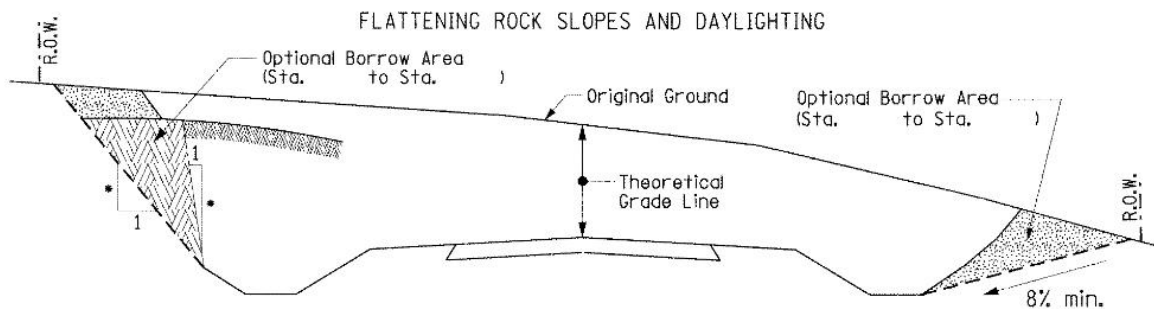 FLATTENING ROCK SLOPES AND DAYLIGHTING
R.O.W.
Optional Borrow Area
(Sta. to Sta. )
Original Ground
Optional Borrow Area
(Sta. to Sta. )
1
*
1
*
Theoretical
Grade Line
R.O.W.
8% min.